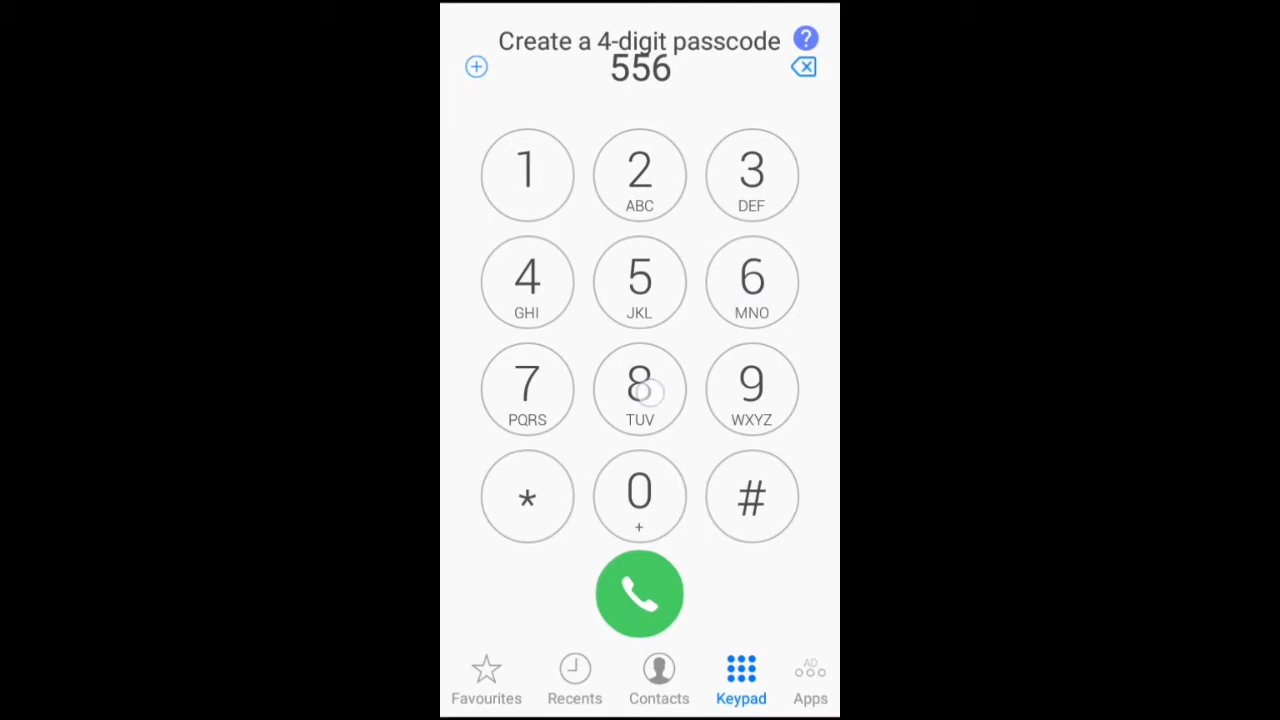 Create a 4-digit passcode ?
556
1 2 3
ABC DEF
4 5 6
GHI JKL MNO
7 8 9
PQRS TUV WXYZ
* 0 #
+
AD
Favourites Recents Contacts Keypad Apps